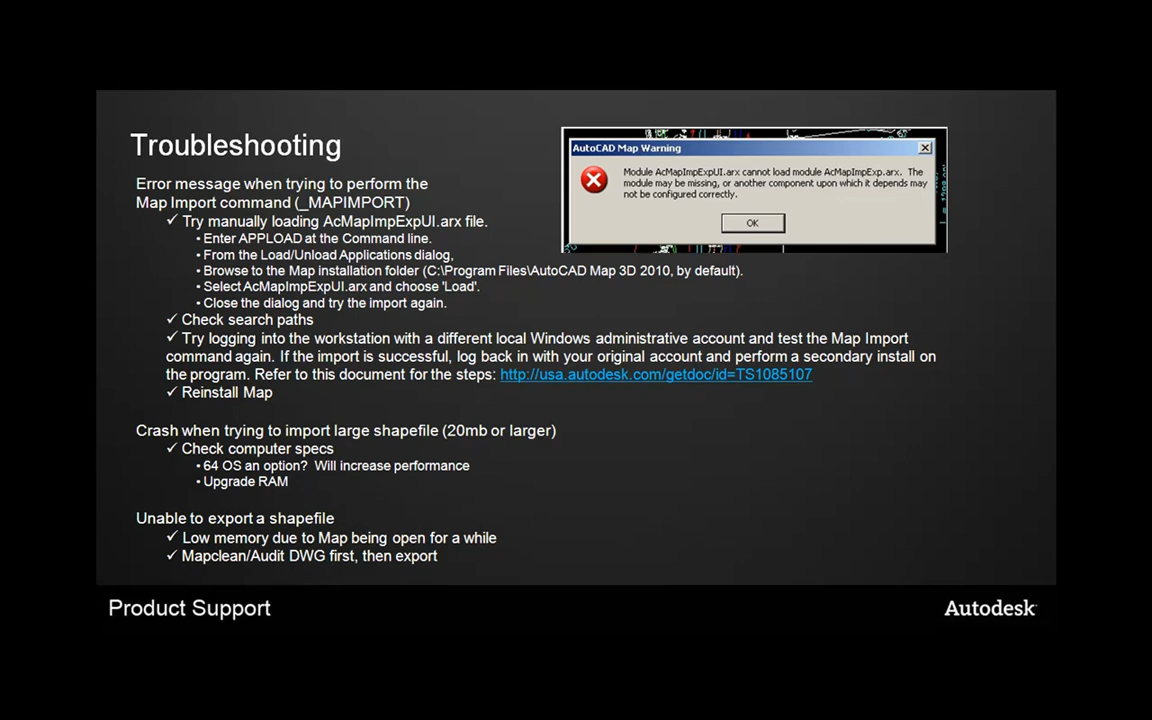 Troubleshooting
Error message when trying to perform the
Map Import command (_MAPIMPORT)
✓ Try manually loading AcMapImpExpUI.arx file.
• Enter APPLOAD at the Command line.
• From the Load/Unload Applications dialog,
• Browse to the Map installation folder (C:\Program Files\AutoCAD Map 3D 2010, by default).
• Select AcMapImpExpUI.arx and choose 'Load'.
• Close the dialog and try the import again.
✓ Check search paths
✓ Try logging into the workstation with a different local Windows administrative account and test the Map Import
command again. If the import is successful, log back in with your original account and perform a secondary install on
the program. Refer to this document for the steps: http://usa.autodesk.com/getdoc/id=TS1085107
✓ Reinstall Map
AutoCAD Map Warning
Module AcMapImpExpUI.arx cannot load module AcMapImpExp.arx. The
module may be missing, or another component upon which it depends may
not be configured correctly.
OK
Crash when trying to import large shapefile (20mb or larger)
✓ Check computer specs
• 64 OS an option? Will increase performance
• Upgrade RAM
Unable to export a shapefile
✓ Low memory due to Map being open for a while
✓ Mapclean/Audit DWG first, then export
Product Support
Autodesk